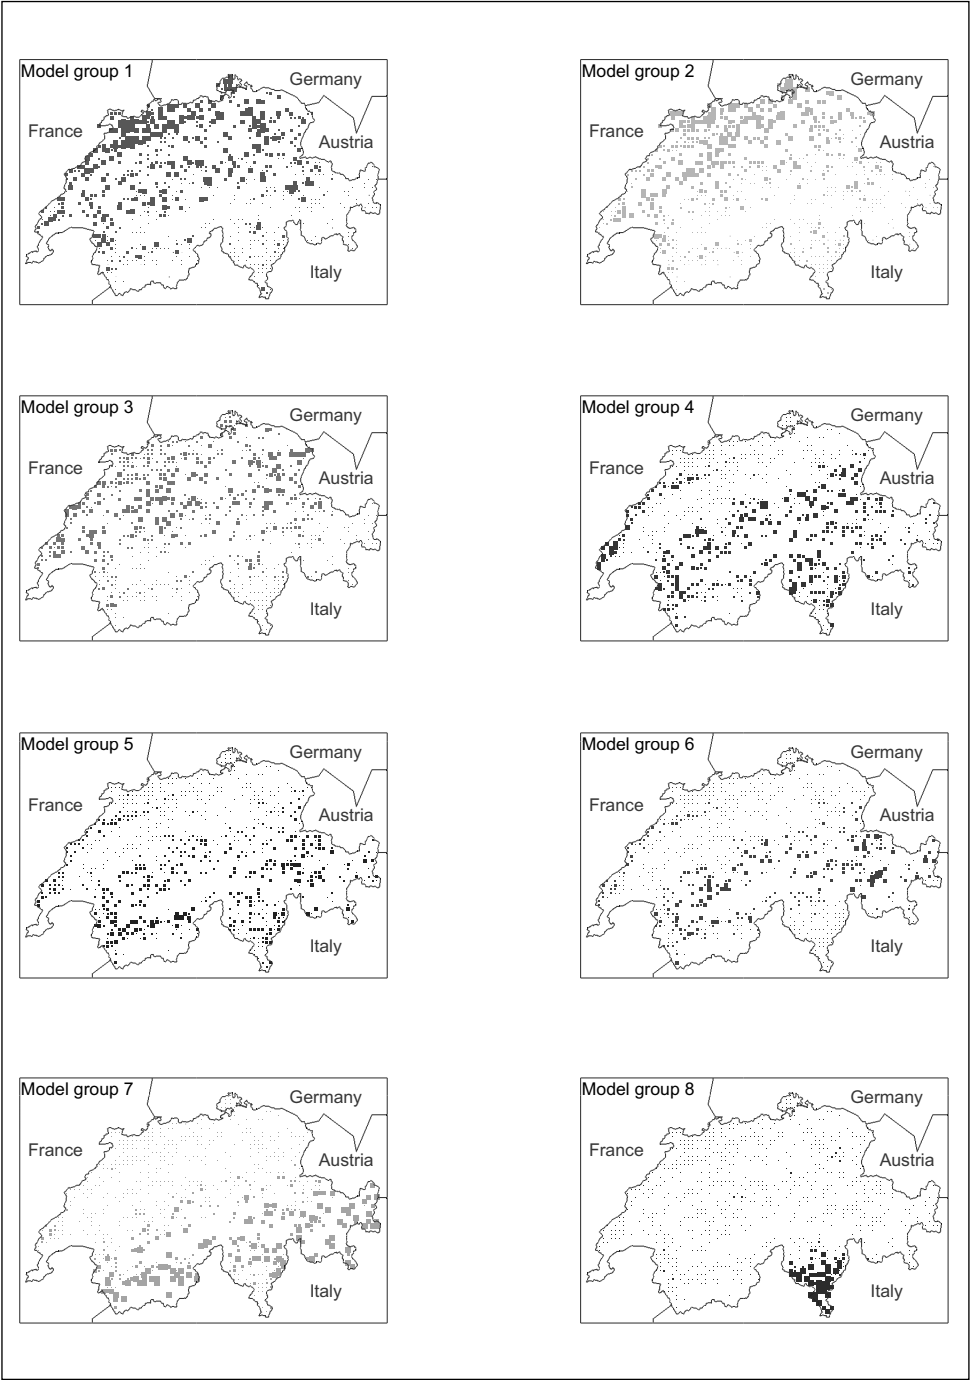 Model group 1
Germany
France
Austria
Italy
Model group 2
Germany
France
Austria
Italy
Model group 3
Germany
France
Austria
Italy
Model group 4
Germany
France
Austria
Italy
Model group 5
Germany
France
Austria
Italy
Model group 6
Germany
France
Austria
Italy
Model group 7
Germany
France
Austria
Italy
Model group 8
Germany
France
Austria
Italy